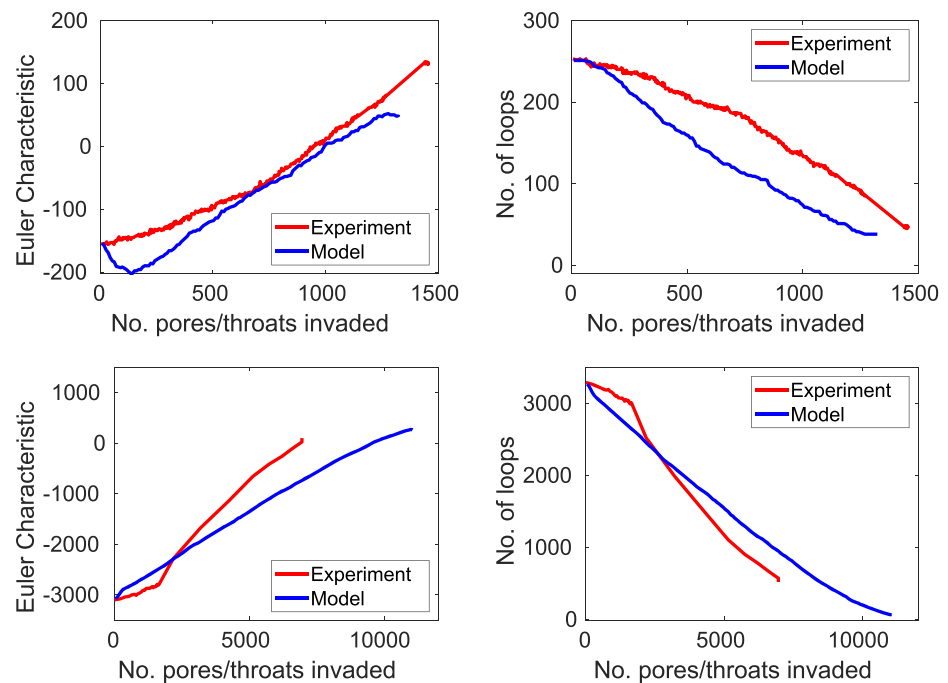 200
100
0
-100
-200
Euler Characteristic
Experiment
Model
0
500
1000
1500
No. pores/throats invaded
300
200
100
0
No. of loops
Experiment
Model
0
500
1000
1500
No. pores/throats invaded
1000
0
-1000
-2000
-3000
Euler Characteristic
Experiment
Model
0
5000
10000
No. pores/throats invaded
3000
2000
1000
0
No. of loops
Experiment
Model
0
5000
10000
No. pores/throats invaded